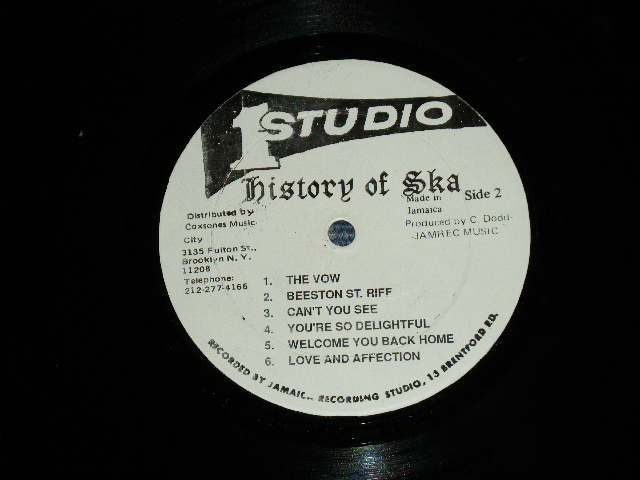 1 STUDIO
History of Ska
Made in
Jamaica
Side 2
Distributed by
Coxsones Music
City
3135 Fulton St.,
Brooklyn N. Y.
11208
Telephone:
212-277-4166
Produced by C. Dodd
JAMREC MUSIC
1. THE VOW
2. BEESTON ST. RIFF
3. CAN'T YOU SEE
4. YOU'RE SO DELIGHTFUL
5. WELCOME YOU BACK HOME
6. LOVE AND AFFECTION
RECORDED BY JAMAIC.. RECORDING STUDIO, 13 BRENTFORD RD.